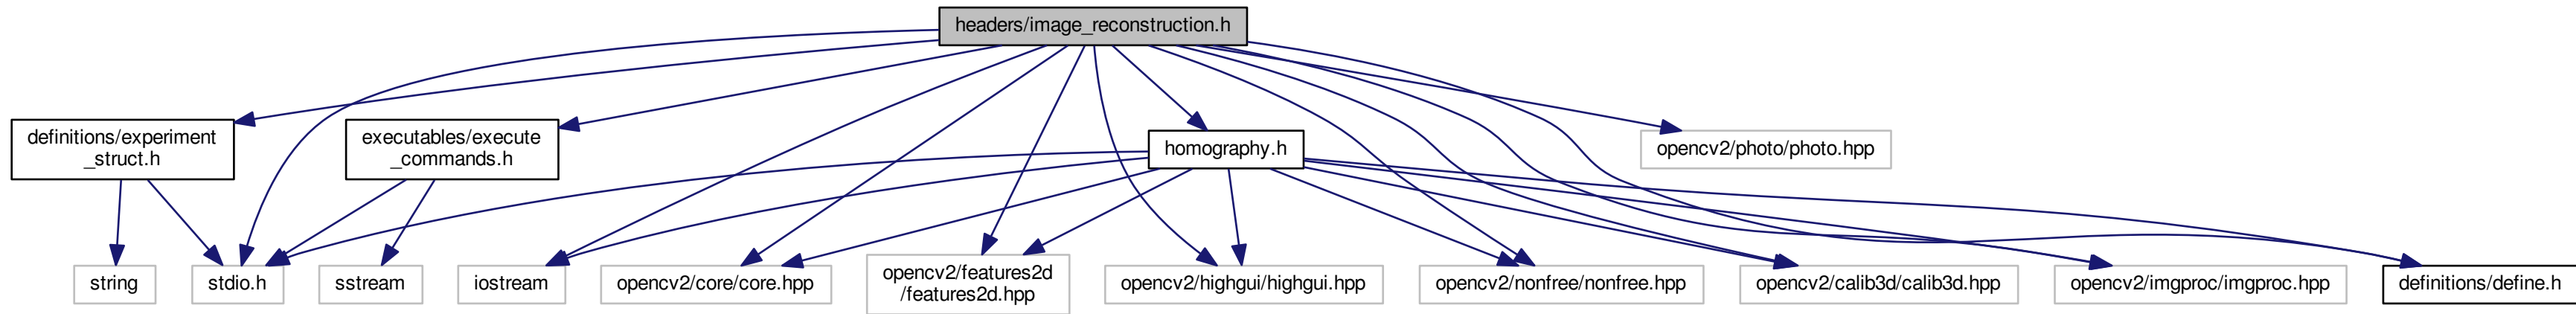 headers/image_reconstruction.h
definitions/experiment
_struct.h
executables/execute
_commands.h
homography.h
opencv2/photo/photo.hpp
string
stdio.h
sstream
iostream
opencv2/core/core.hpp
opencv2/features2d
/features2d.hpp
opencv2/highgui/highgui.hpp
opencv2/nonfree/nonfree.hpp
opencv2/calib3d/calib3d.hpp
opencv2/imgproc/imgproc.hpp
definitions/define.h